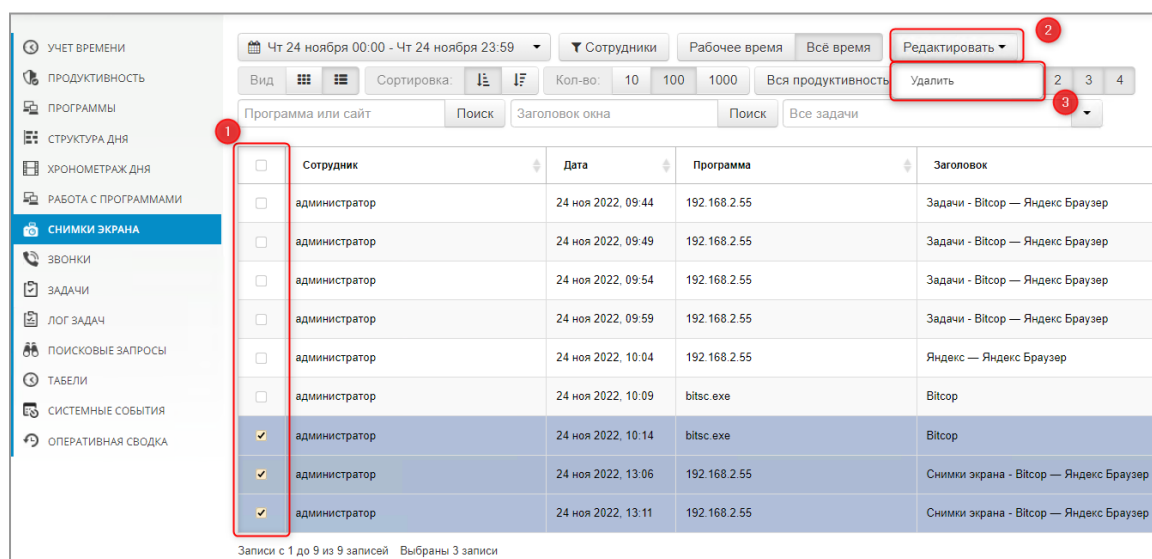 УЧЕТ ВРЕМЕНИ
ПРОДУКТИВНОСТЬ
ПРОГРАММЫ
СТРУКТУРА ДНЯ
ХРОНОМЕТРАЖ ДНЯ
РАБОТА С ПРОГРАММАМИ
СНИМКИ ЭКРАНА
ЗВОНКИ
ЗАДАЧИ
ЛОГ ЗАДАЧ
ПОИСКОВЫЕ ЗАПРОСЫ
ТАБЕЛИ
СИСТЕМНЫЕ СОБЫТИЯ
ОПЕРАТИВНАЯ СВОДКА
2
Чт 24 ноября 00:00 - Чт 24 ноября 23:59 Сотрудники Рабочее время Всё время Редактировать
Вид Сортировка: Кол-во: 10 100 1000 Вся продуктивность Удалить 2 3 4
3
Программа или сайт Поиск Заголовок окна Поиск Все задачи
1
Сотрудник Дата Программа Заголовок
администратор 24 ноя 2022, 09:44 192.168.2.55 Задачи - Bitcop — Яндекс Браузер
администратор 24 ноя 2022, 09:49 192.168.2.55 Задачи - Bitcop — Яндекс Браузер
администратор 24 ноя 2022, 09:54 192.168.2.55 Задачи - Bitcop — Яндекс Браузер
администратор 24 ноя 2022, 09:59 192.168.2.55 Задачи - Bitcop — Яндекс Браузер
администратор 24 ноя 2022, 10:04 192.168.2.55 Яндекс — Яндекс Браузер
администратор 24 ноя 2022, 10:09 bitsc.exe Bitcop
администратор 24 ноя 2022, 10:14 bitsc.exe Bitcop
администратор 24 ноя 2022, 13:06 192.168.2.55 Снимки экрана - Bitcop — Яндекс Браузер
администратор 24 ноя 2022, 13:11 192.168.2.55 Снимки экрана - Bitcop — Яндекс Браузер
Записи с 1 до 9 из 9 записей Выбраны 3 записи